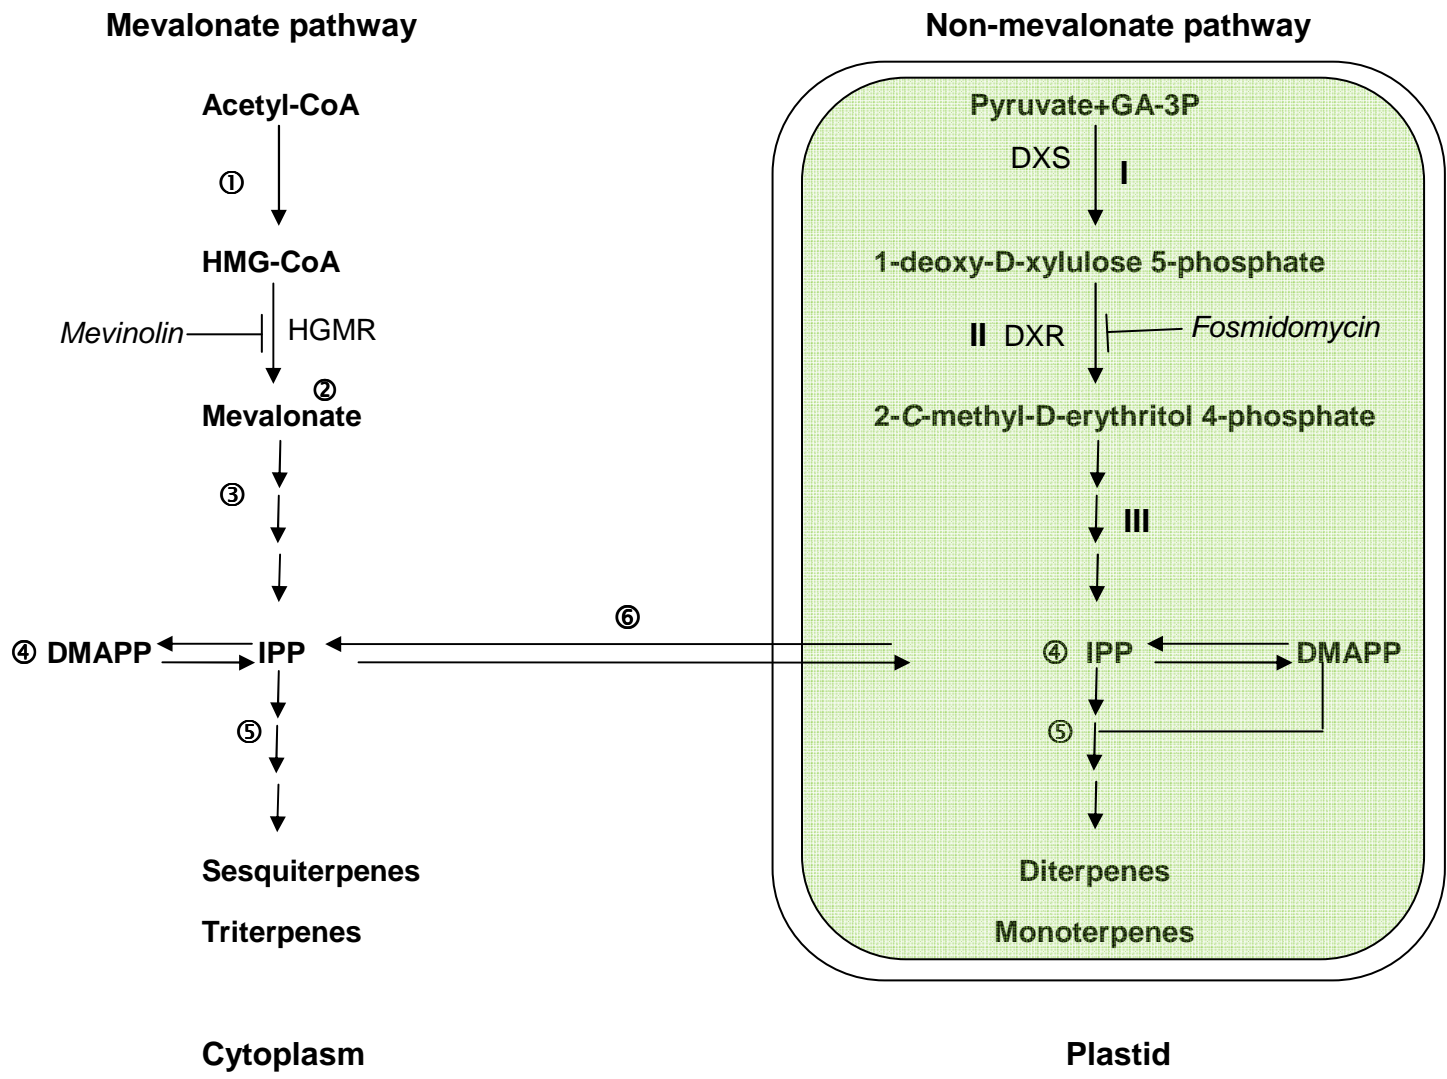 Mevalonate pathway
Non-mevalonate pathway
Acetyl-CoA
①
HMG-CoA
Mevinolin
HGMR
②
Mevalonate
③
④ DMAPP
IPP
⑤
Sesquiterpenes
Triterpenes
Cytoplasm
⑥
Pyruvate+GA-3P
DXS
I
1-deoxy-D-xylulose 5-phosphate
II DXR
Fosmidomycin
2-C-methyl-D-erythritol 4-phosphate
III
④ IPP
DMAPP
⑤
Diterpenes
Monoterpenes
Plastid